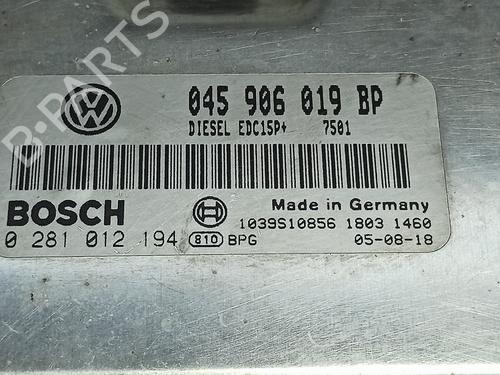 045 906 019 BP
DIESEL EDC15P+ 7501
BOSCH
Made in Germany
1039S10856 1803 1460
0 281 012 194 810 BPG 05-08-18
B-PARTS